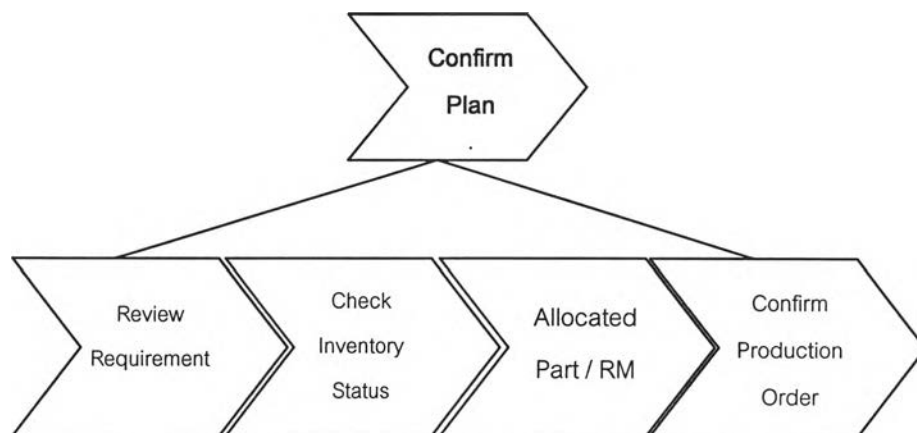 Confirm
Plan
Review
Requirement
Check
Inventory
Status
Allocated
Part / RM
Confirm
Production
Order